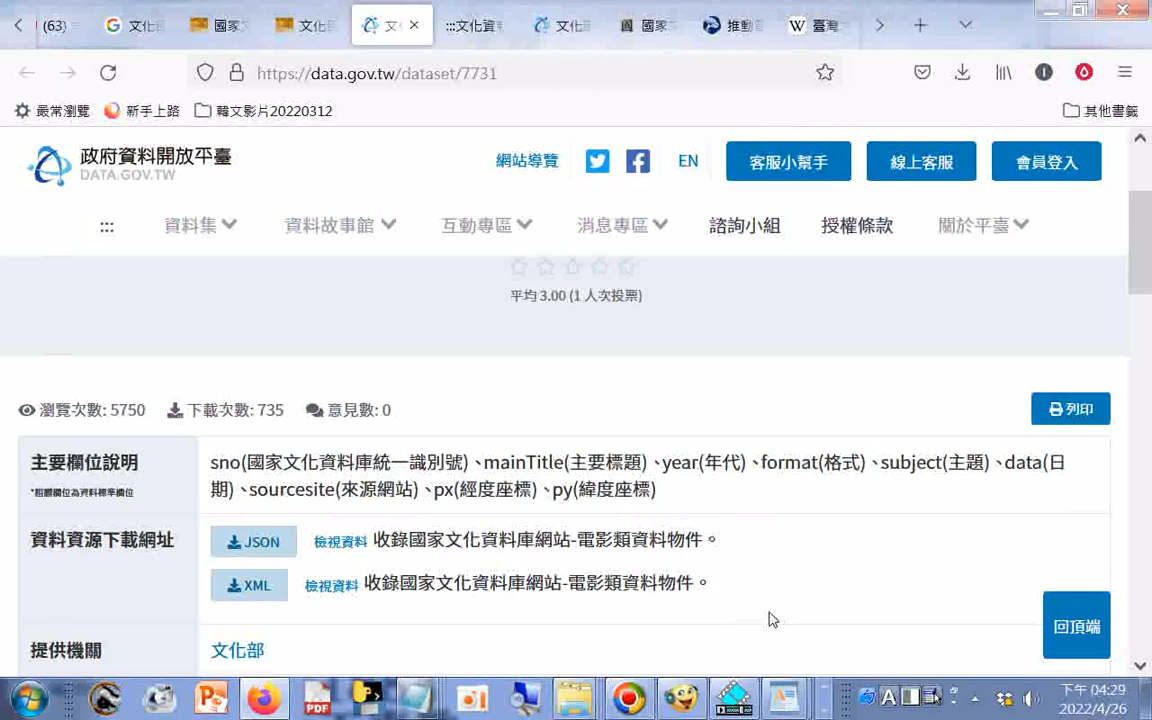 (63)
文化
國家
文化部
文
:::文化資料
文化
國家
推動
臺灣
https://data.gov.tw/dataset/7731
最常瀏覽
新手上路
韓文影片20220312
其他書籤
政府資料開放平臺
DATA.GOV.TW
網站導覽
EN
客服小幫手
線上客服
會員登入
:::
資料集
資料故事館
互動專區
消息專區
諮詢小組
授權條款
關於平臺
平均 3.00 (1 人次投票)
瀏覽次數: 5750
下載次數: 735
意見數: 0
列印
主要欄位說明
*粗體欄位為資料標準欄位
sno(國家文化資料庫統一識別號)、mainTitle(主要標題)、year(年代)、format(格式)、subject(主題)、data(日
期)、sourcesite(來源網站)、px(經度座標)、py(緯度座標)
資料資源下載網址
JSON
檢視資料
收錄國家文化資料庫網站-電影類資料物件。
XML
檢視資料
收錄國家文化資料庫網站-電影類資料物件。
回頂端
提供機關
文化部
PDF
A
下午 04:29
2022/4/26